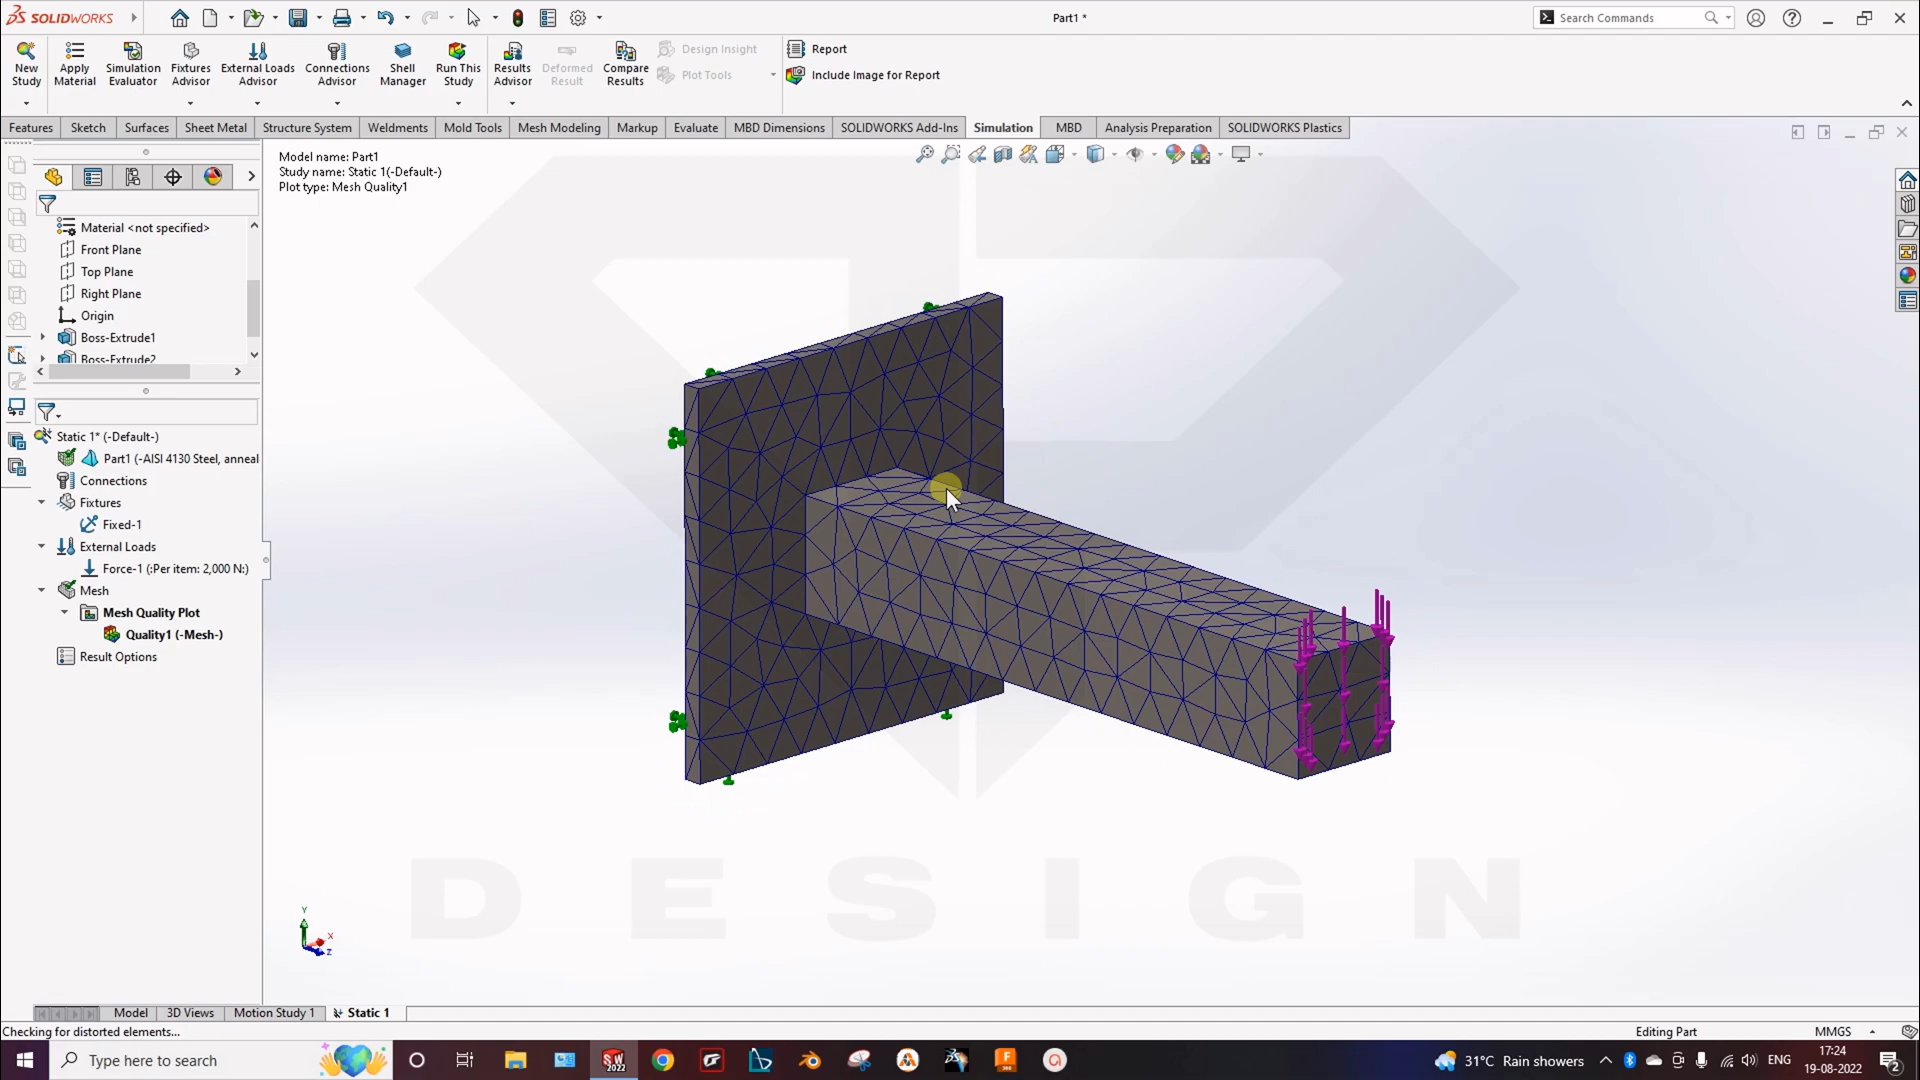 SOLIDWORKS
Part1 *
Search Commands
New Study
Apply Material
Simulation Evaluator
Fixtures Advisor
External Loads Advisor
Connections Advisor
Shell Manager
Run This Study
Results Advisor
Deformed Result
Compare Results
Design Insight
Plot Tools
Report
Include Image for Report
Features
Sketch
Surfaces
Sheet Metal
Structure System
Weldments
Mold Tools
Mesh Modeling
Markup
Evaluate
MBD Dimensions
SOLIDWORKS Add-Ins
Simulation
MBD
Analysis Preparation
SOLIDWORKS Plastics
Model name: Part1
Study name: Static 1(-Default-)
Plot type: Mesh Quality1
Material <not specified>
Front Plane
Top Plane
Right Plane
Origin
Boss-Extrude1
Boss-Extrude2
Static 1* (-Default-)
Part1 (-AISI 4130 Steel, anneal
Connections
Fixtures
Fixed-1
External Loads
Force-1 (:Per item: 2,000 N:)
Mesh
Mesh Quality Plot
Quality1 (-Mesh-)
Result Options
DESIGN
Y
X
Z
Model
3D Views
Motion Study 1
Static 1
Checking for distorted elements...
Editing Part
MMGS
Type here to search
SW
2022
31°C Rain showers
ENG
17:24
19-08-2022
2